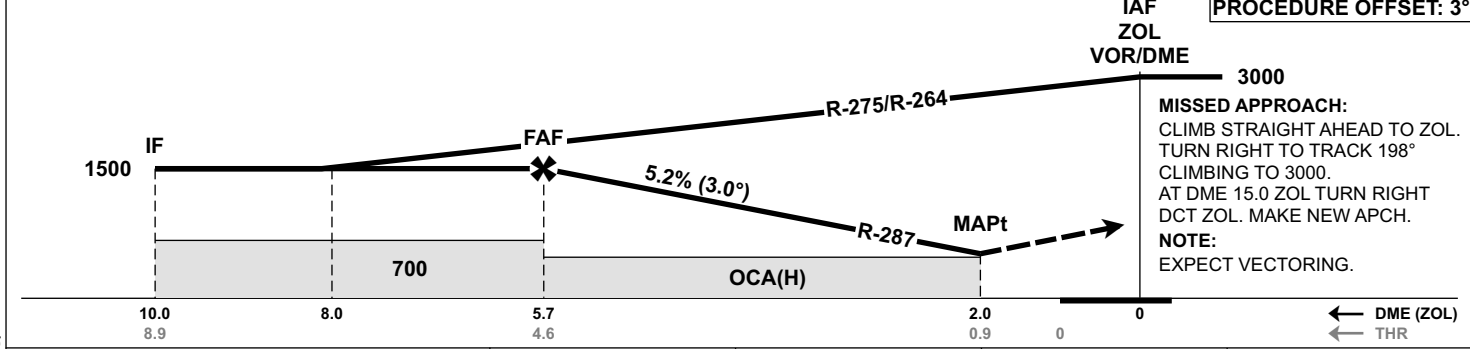 IAF
ZOL
VOR/DME
PROCEDURE OFFSET: 3°
3000
R-275/R-264
MISSED APPROACH:
CLIMB STRAIGHT AHEAD TO ZOL.
TURN RIGHT TO TRACK 198°
CLIMBING TO 3000.
AT DME 15.0 ZOL TURN RIGHT
DCT ZOL. MAKE NEW APCH.
NOTE:
EXPECT VECTORING.
IF
FAF
1500
5.2% (3.0°)
R-287
MAPt
700
OCA(H)
10.0 8.0 5.7 2.0 0 DME (ZOL)
8.9 4.6 0.9 0 THR